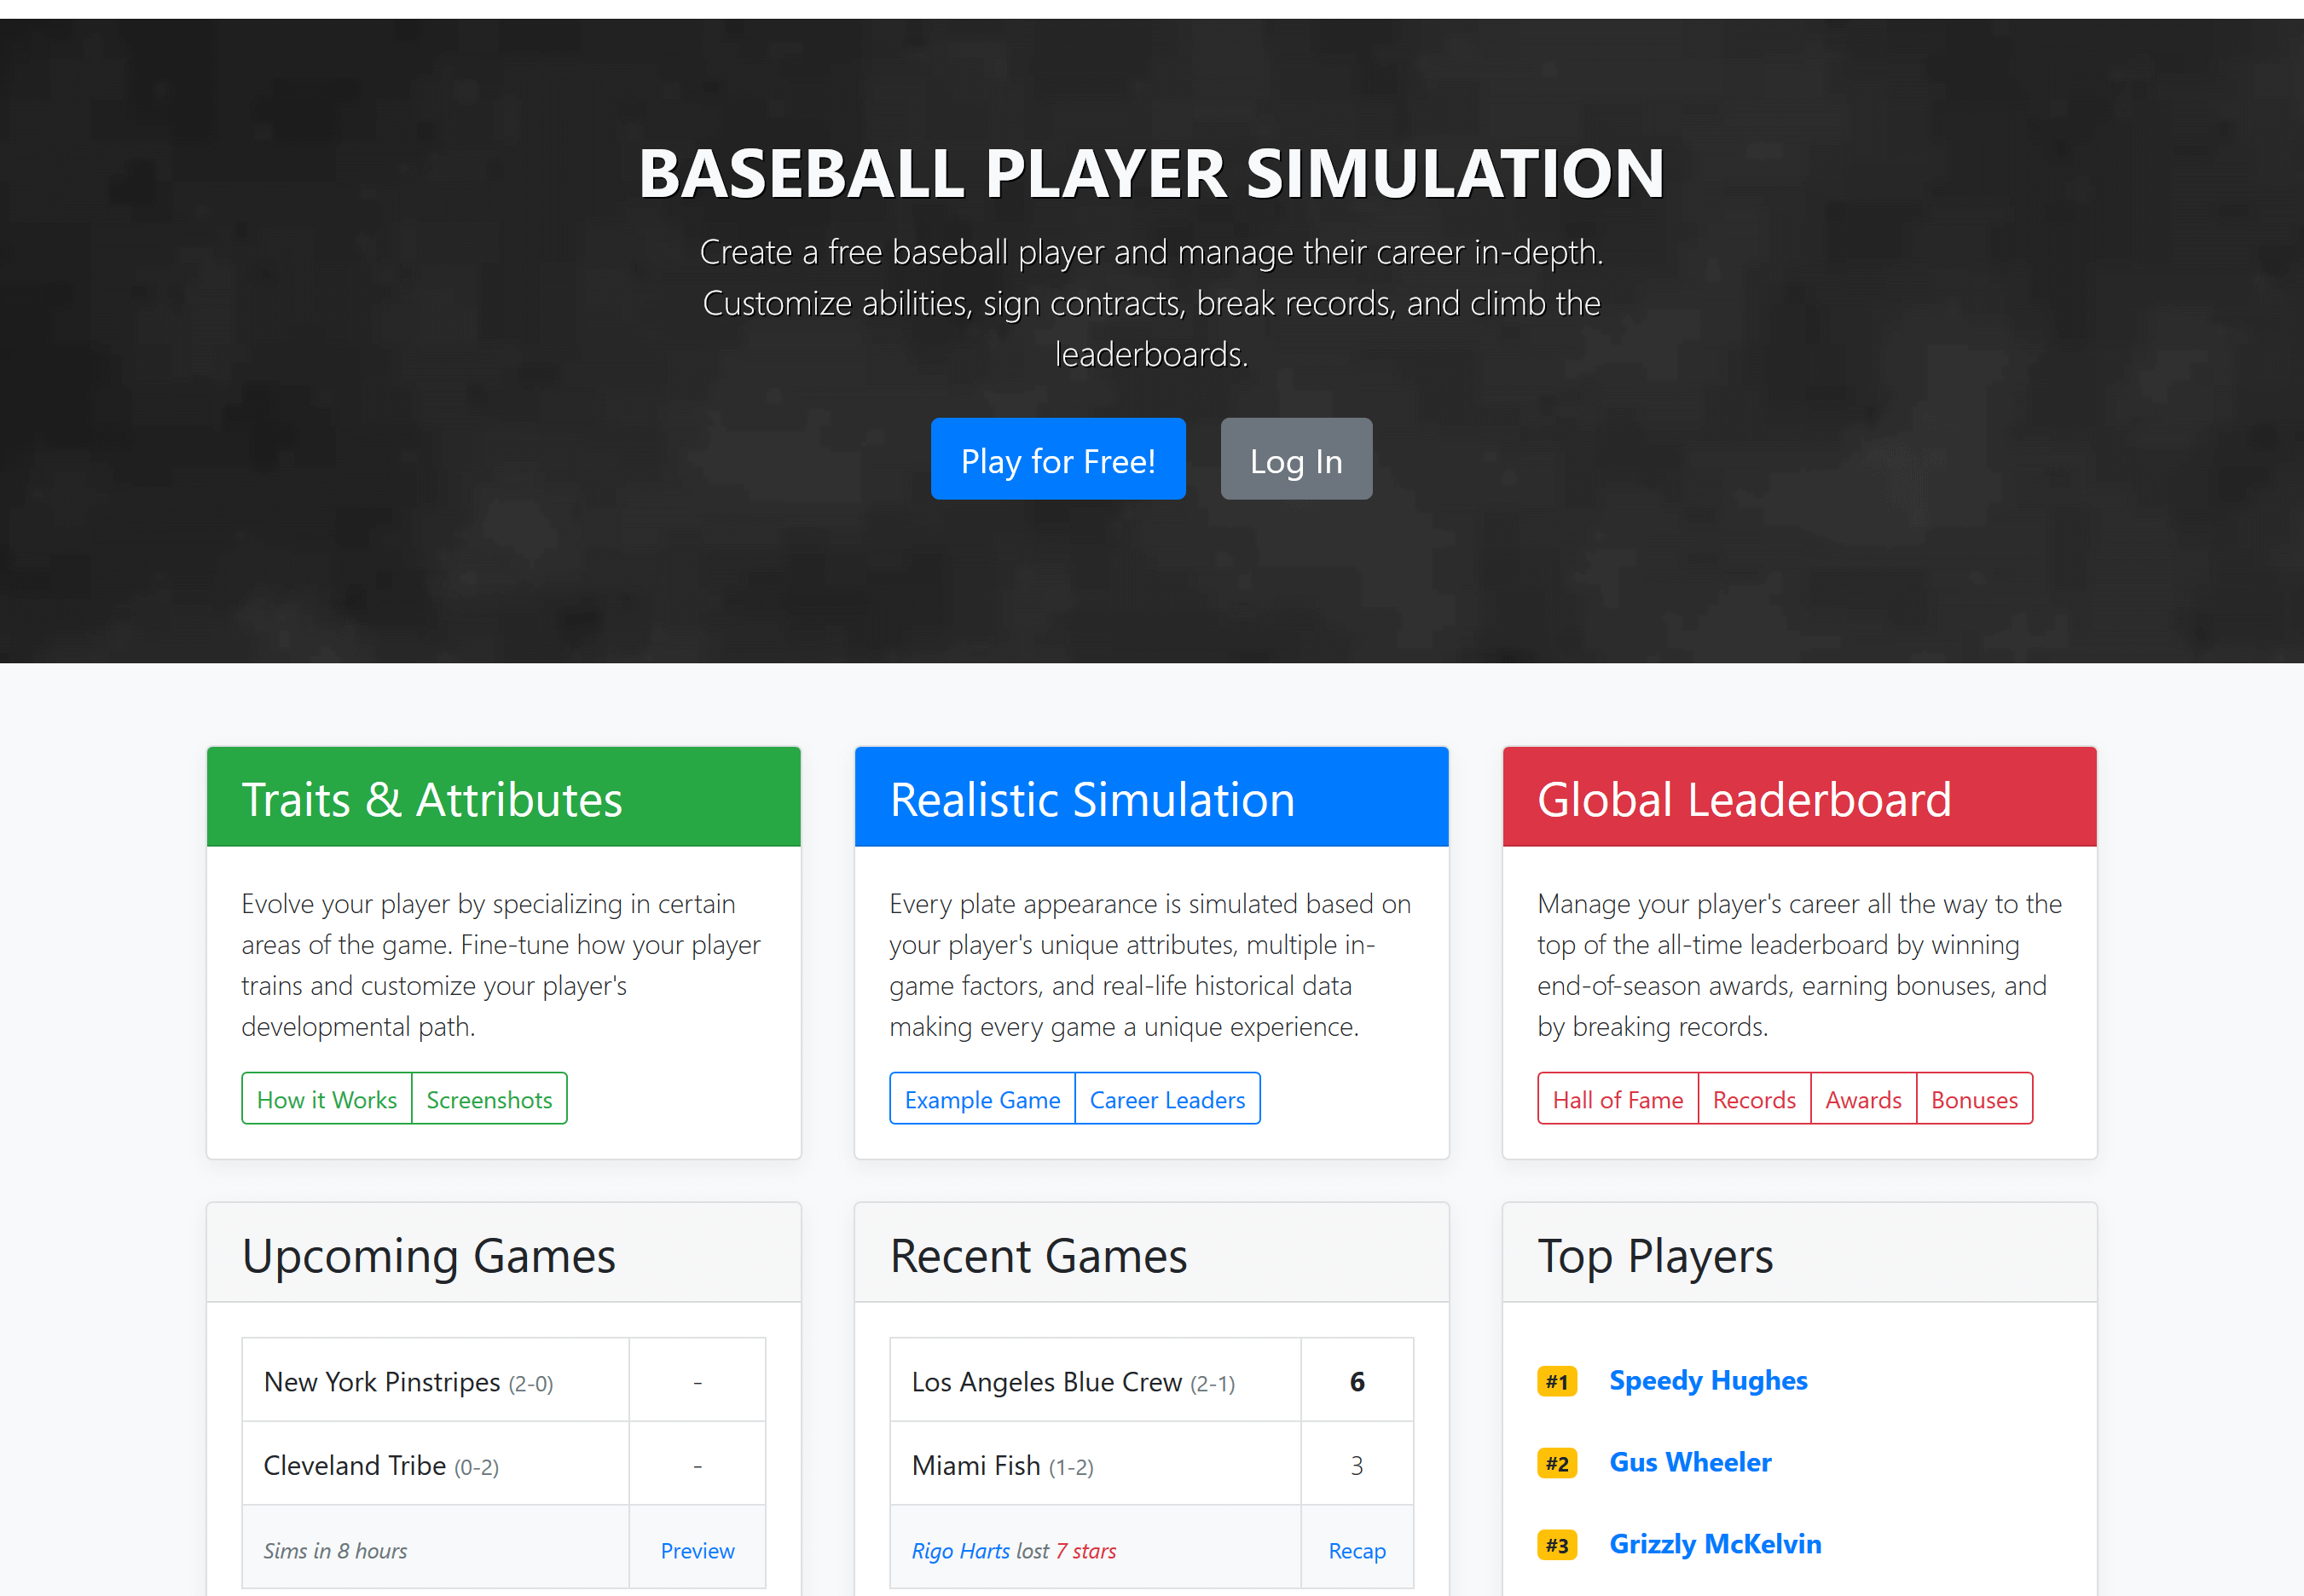 BASEBALL PLAYER SIMULATION
Create a free baseball player and manage their career in-depth.
Customize abilities, sign contracts, break records, and climb the
leaderboards.
Play for Free! Log In
Traits & Attributes
Evolve your player by specializing in certain
areas of the game. Fine-tune how your player
trains and customize your player's
developmental path.
How it Works Screenshots
Realistic Simulation
Every plate appearance is simulated based on
your player's unique attributes, multiple in-
game factors, and real-life historical data
making every game a unique experience.
Example Game Career Leaders
Global Leaderboard
Manage your player's career all the way to the
top of the all-time leaderboard by winning
end-of-season awards, earning bonuses, and
by breaking records.
Hall of Fame Records Awards Bonuses
Upcoming Games
New York Pinstripes (2-0) -
Cleveland Tribe (0-2) -
Sims in 8 hours Preview
Recent Games
Los Angeles Blue Crew (2-1) 6
Miami Fish (1-2) 3
Rigo Harts lost 7 stars Recap
Top Players
#1 Speedy Hughes
#2 Gus Wheeler
#3 Grizzly McKelvin